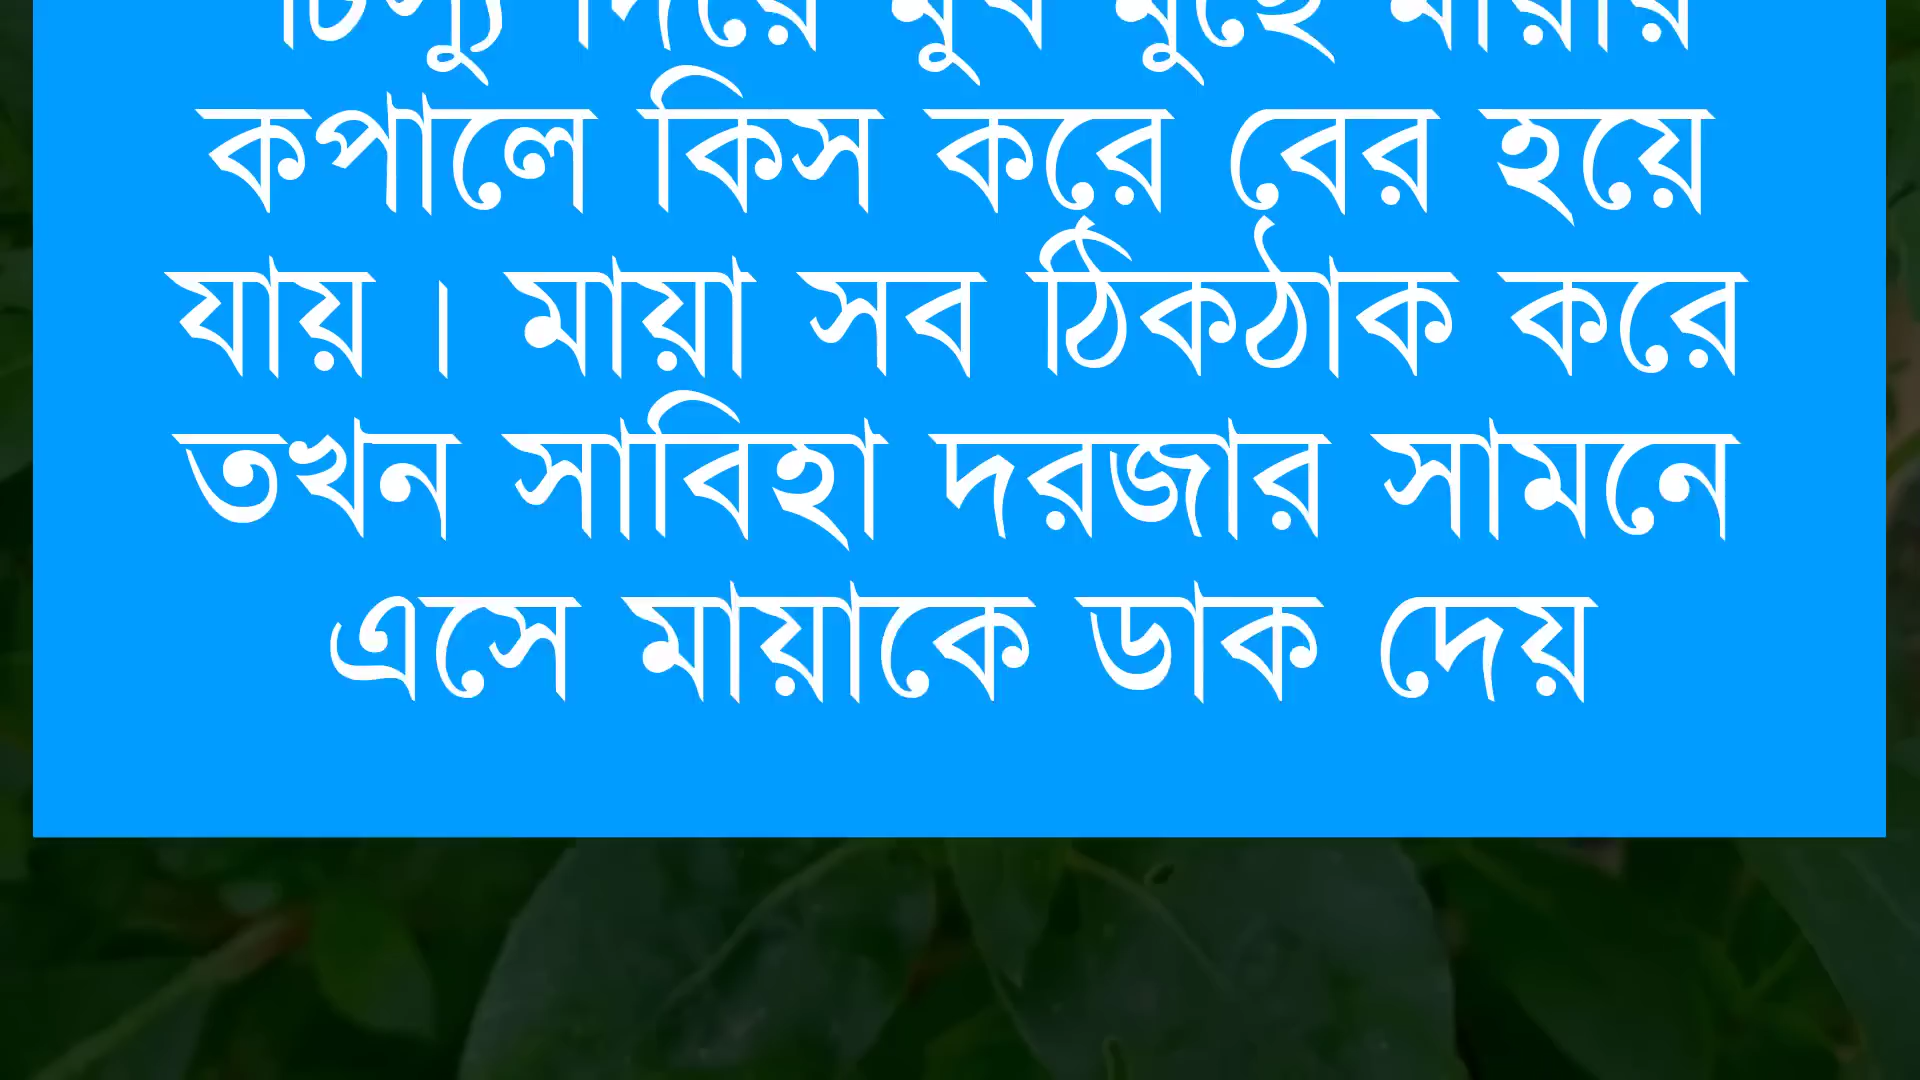 টিস্যু দিয়ে মুখ মুছে মায়ার
কপালে কিস করে বের হয়ে
যায় । মায়া সব ঠিকঠাক করে
তখন সাবিহা দরজার সামনে
এসে মায়াকে ডাক দেয়